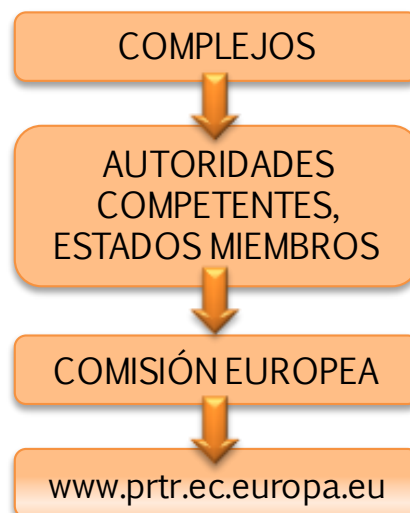 COMPLEJOS
AUTORIDADES
COMPETENTES,
ESTADOS MIEMBROS
COMISIÓN EUROPEA
www.prtr.ec.europa.eu